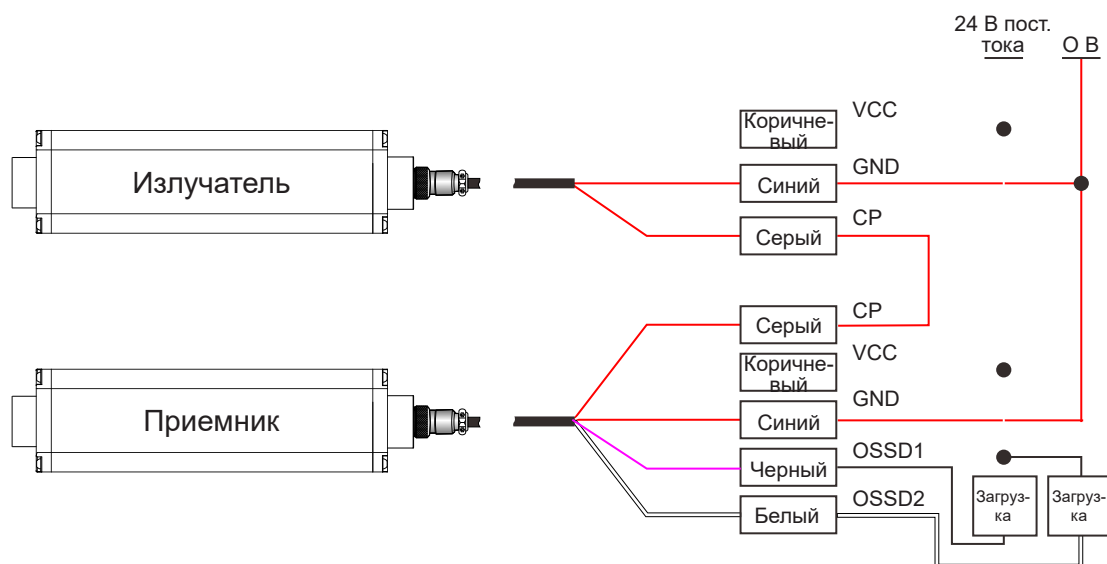 24 В пост.
тока
О В
VCC
Коричне-
вый
GND
Излучатель
Синий
CP
Серый
CP
Серый
VCC
Коричне-
вый
GND
Приемник
Синий
OSSD1
Черный
OSSD2
Белый
Загруз-
ка
Загруз-
ка